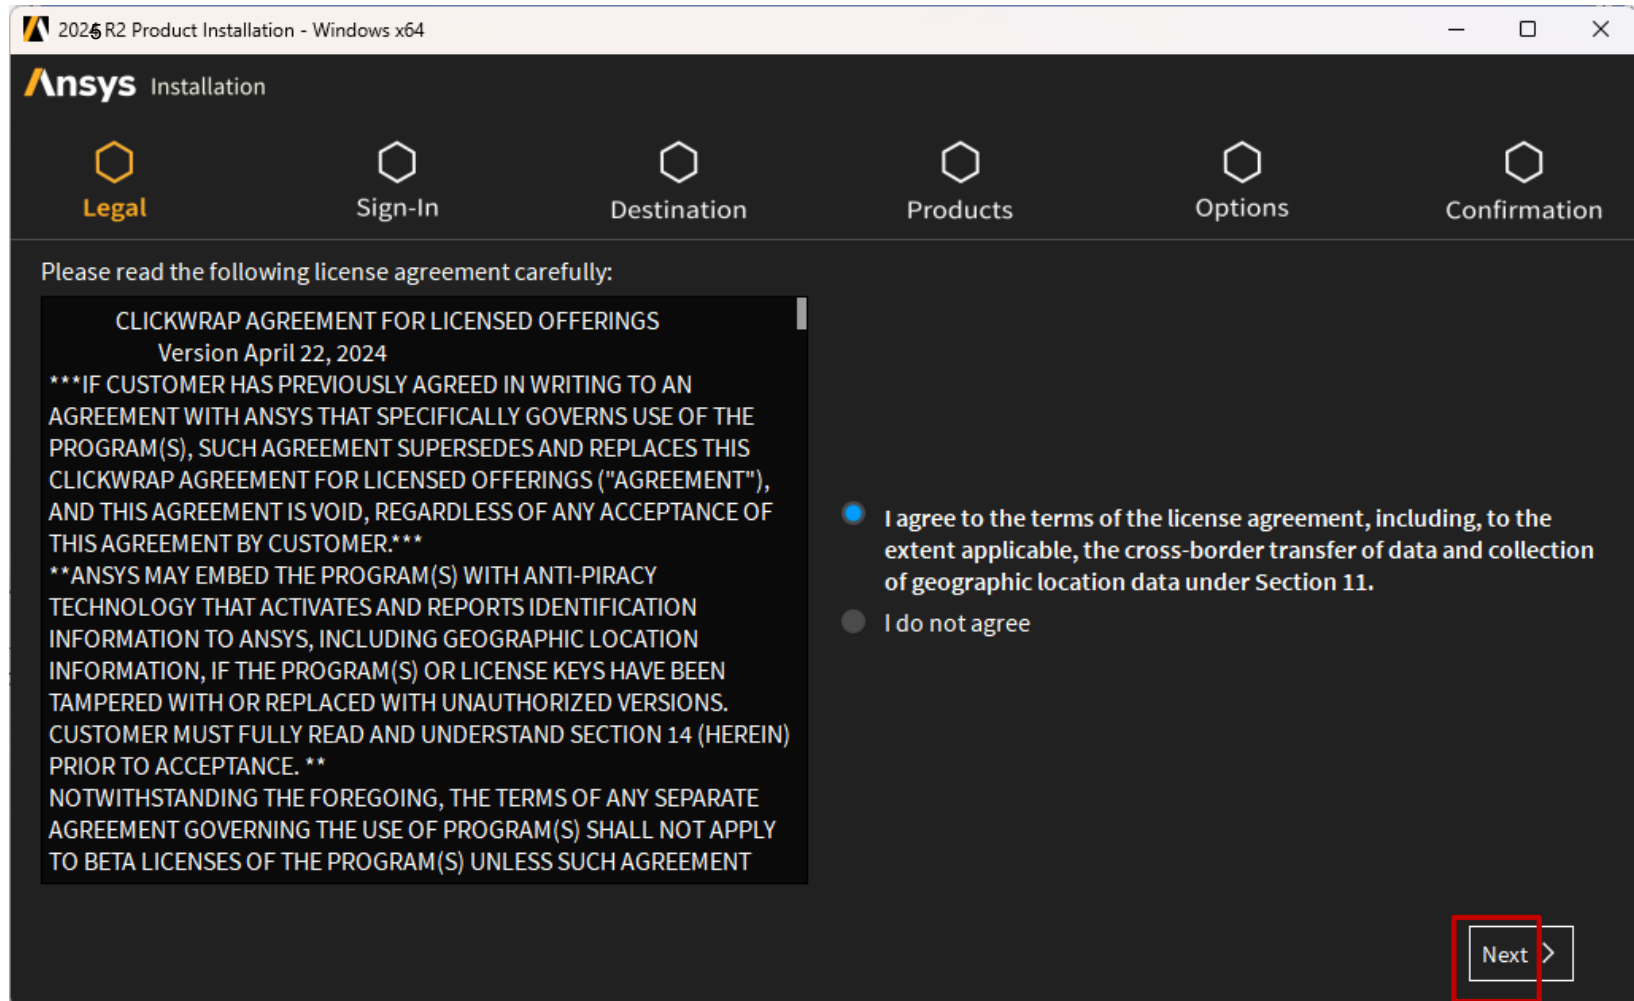 2025 R2 Product Installation - Windows x64
Ansys Installation
Legal
Sign-In
Destination
Products
Options
Confirmation
Please read the following license agreement carefully:
CLICKWRAP AGREEMENT FOR LICENSED OFFERINGS
Version April 22, 2024
***IF CUSTOMER HAS PREVIOUSLY AGREED IN WRITING TO AN
AGREEMENT WITH ANSYS THAT SPECIFICALLY GOVERNS USE OF THE
PROGRAM(S), SUCH AGREEMENT SUPERSEDES AND REPLACES THIS
CLICKWRAP AGREEMENT FOR LICENSED OFFERINGS ("AGREEMENT"),
AND THIS AGREEMENT IS VOID, REGARDLESS OF ANY ACCEPTANCE OF
THIS AGREEMENT BY CUSTOMER.***
**ANSYS MAY EMBED THE PROGRAM(S) WITH ANTI-PIRACY
TECHNOLOGY THAT ACTIVATES AND REPORTS IDENTIFICATION
INFORMATION TO ANSYS, INCLUDING GEOGRAPHIC LOCATION
INFORMATION, IF THE PROGRAM(S) OR LICENSE KEYS HAVE BEEN
TAMPERED WITH OR REPLACED WITH UNAUTHORIZED VERSIONS.
CUSTOMER MUST FULLY READ AND UNDERSTAND SECTION 14 (HEREIN)
PRIOR TO ACCEPTANCE. **
NOTWITHSTANDING THE FOREGOING, THE TERMS OF ANY SEPARATE
AGREEMENT GOVERNING THE USE OF PROGRAM(S) SHALL NOT APPLY
TO BETA LICENSES OF THE PROGRAM(S) UNLESS SUCH AGREEMENT
I agree to the terms of the license agreement, including, to the
extent applicable, the cross-border transfer of data and collection
of geographic location data under Section 11.
I do not agree
Next